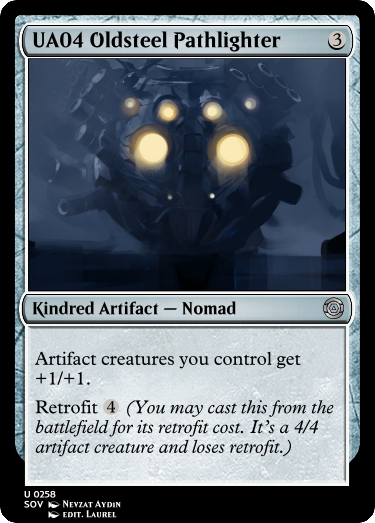 UA04 Oldsteel Pathlighter 3
Kindred Artifact — Nomad
Artifact creatures you control get
+1/+1.
Retrofit 4 (You may cast this from the
battlefield for its retrofit cost. It's a 4/4
artifact creature and loses retrofit.)
U 0258
SOV Nevzat Aydin
edit. Laurel